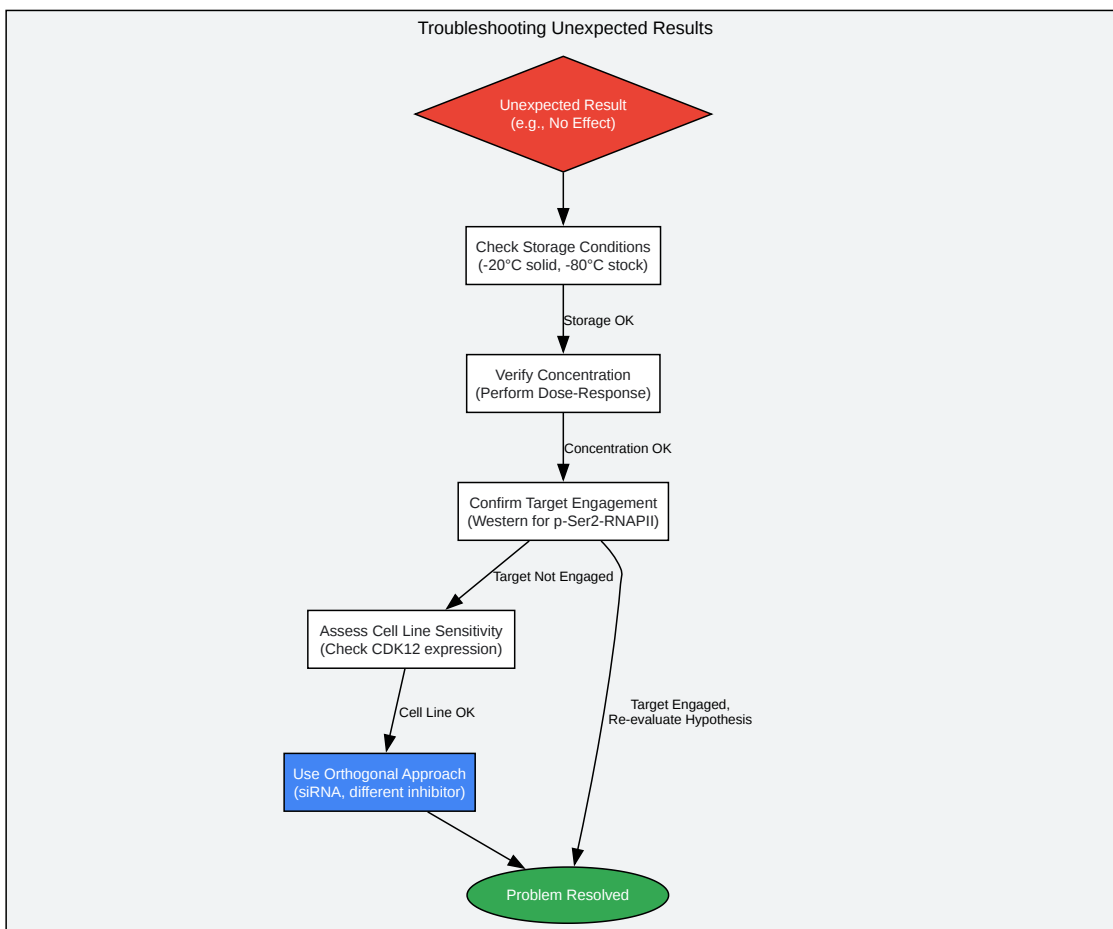 Troubleshooting Unexpected Results
Unexpected Result
(e.g., No Effect)
Check Storage Conditions
(-20°C solid, -80°C stock)
Storage OK
Verify Concentration
(Perform Dose-Response)
Concentration OK
Confirm Target Engagement
(Western for p-Ser2-RNAPII)
Target Not Engaged
Assess Cell Line Sensitivity
(Check CDK12 expression)
Target Engaged,
Re-evaluate Hypothesis
Cell Line OK
Use Orthogonal Approach
(siRNA, different inhibitor)
Problem Resolved